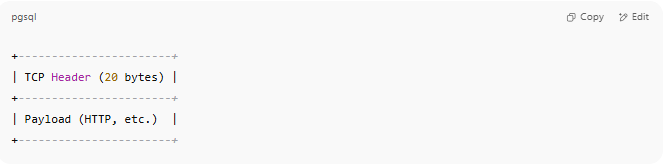 pgsql Copy Edit
+-----------------------+
| TCP Header (20 bytes) |
+-----------------------+
| Payload (HTTP, etc.)  |
+-----------------------+